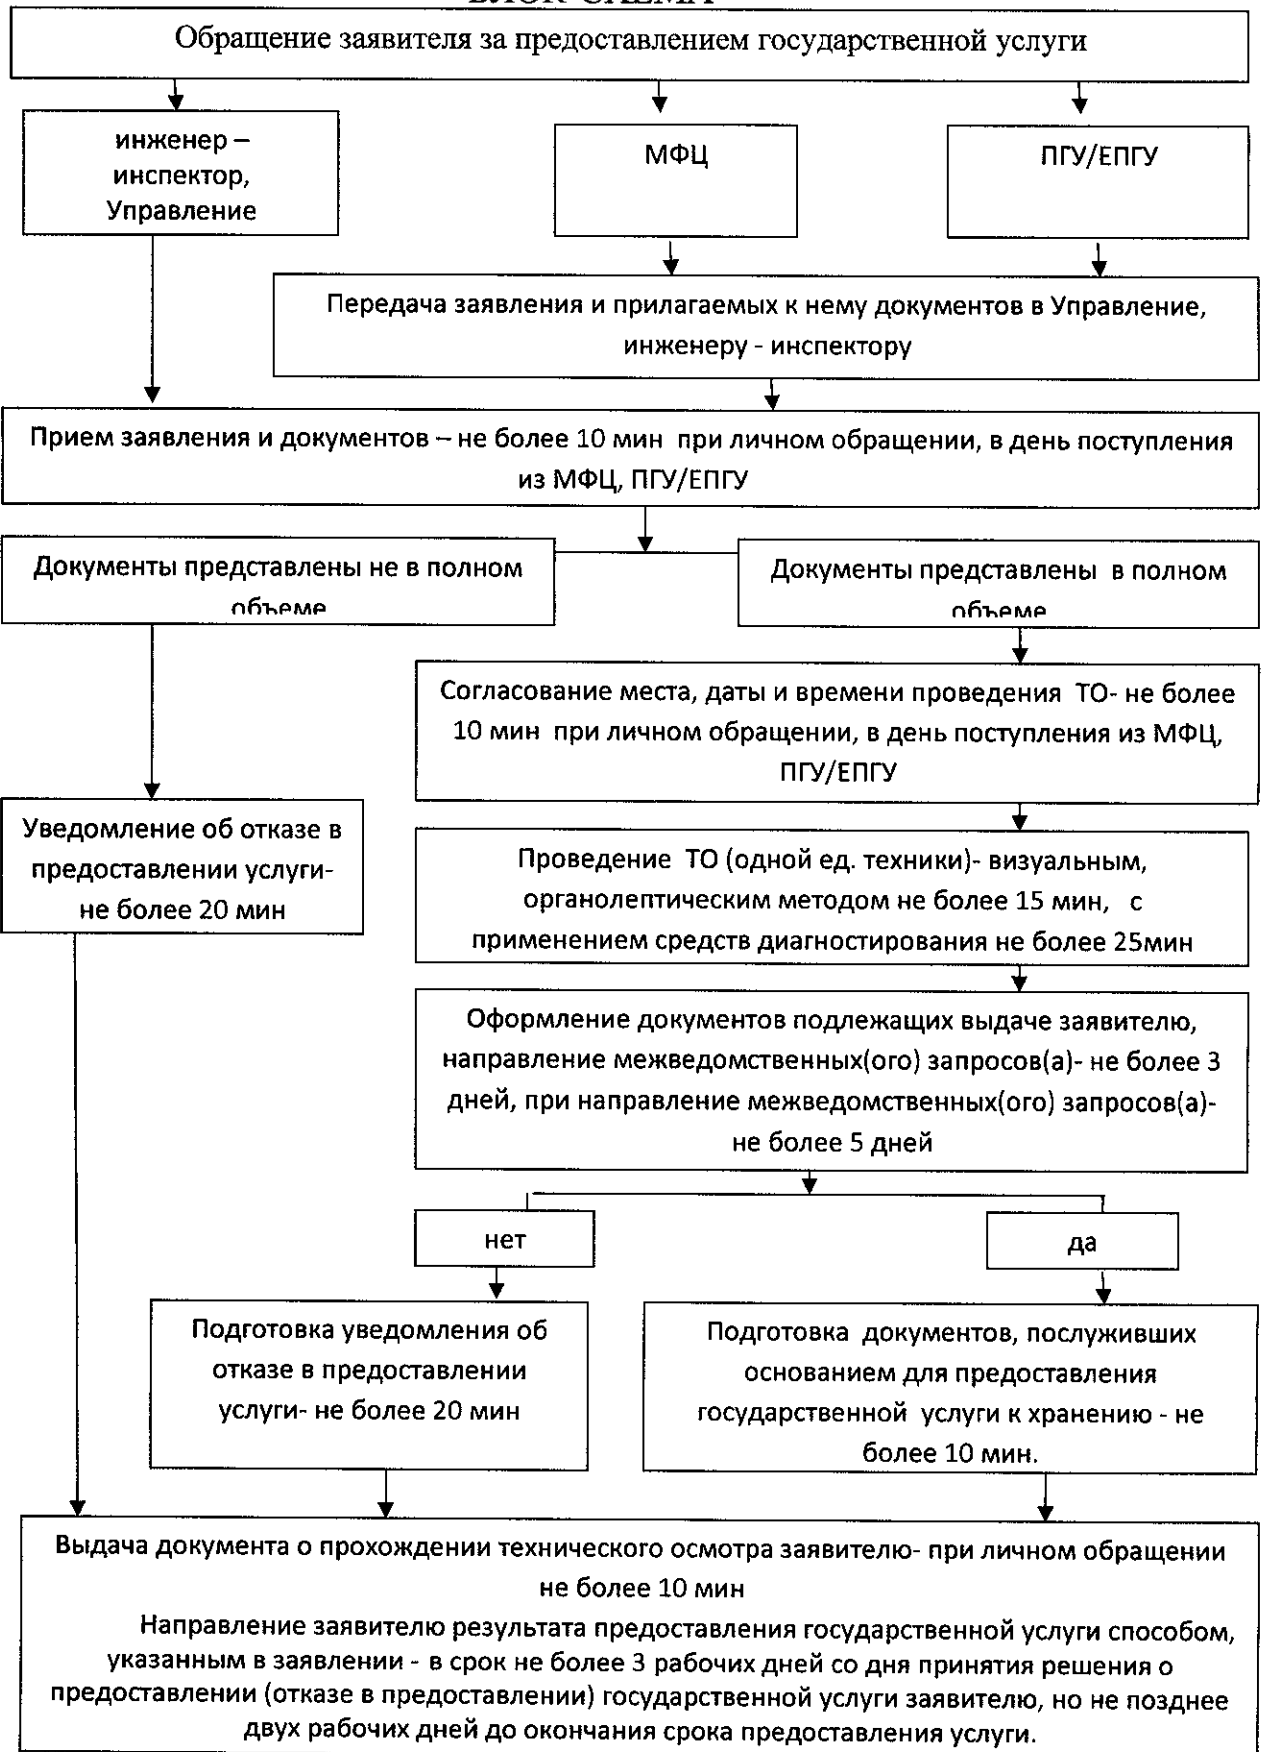 БЛОК-СХЕМА
Обращение заявителя за предоставлением государственной услуги
инженер –
инспектор,
Управление
МФЦ
ПГУ/ЕПГУ
Передача заявления и прилагаемых к нему документов в Управление,
инженеру - инспектору
Прием заявления и документов – не более 10 мин при личном обращении, в день поступления
из МФЦ, ПГУ/ЕПГУ
Документы представлены не в полном
объеме
Документы представлены в полном
объеме
Согласование места, даты и времени проведения ТО- не более
10 мин при личном обращении, в день поступления из МФЦ,
ПГУ/ЕПГУ
Уведомление об отказе в
предоставлении услуги-
не более 20 мин
Проведение ТО (одной ед. техники)- визуальным,
органолептическим методом не более 15 мин, с
применением средств диагностирования не более 25мин
Оформление документов подлежащих выдаче заявителю,
направление межведомственных(ого) запросов(а)- не более 3
дней, при направление межведомственных(ого) запросов(а)-
не более 5 дней
нет
да
Подготовка уведомления об
отказе в предоставлении
услуги- не более 20 мин
Подготовка документов, послуживших
основанием для предоставления
государственной услуги к хранению - не
более 10 мин.
Выдача документа о прохождении технического осмотра заявителю- при личном обращении
не более 10 мин
Направление заявителю результата предоставления государственной услуги способом,
указанным в заявлении - в срок не более 3 рабочих дней со дня принятия решения о
предоставлении (отказе в предоставлении) государственной услуги заявителю, но не позднее
двух рабочих дней до окончания срока предоставления услуги.